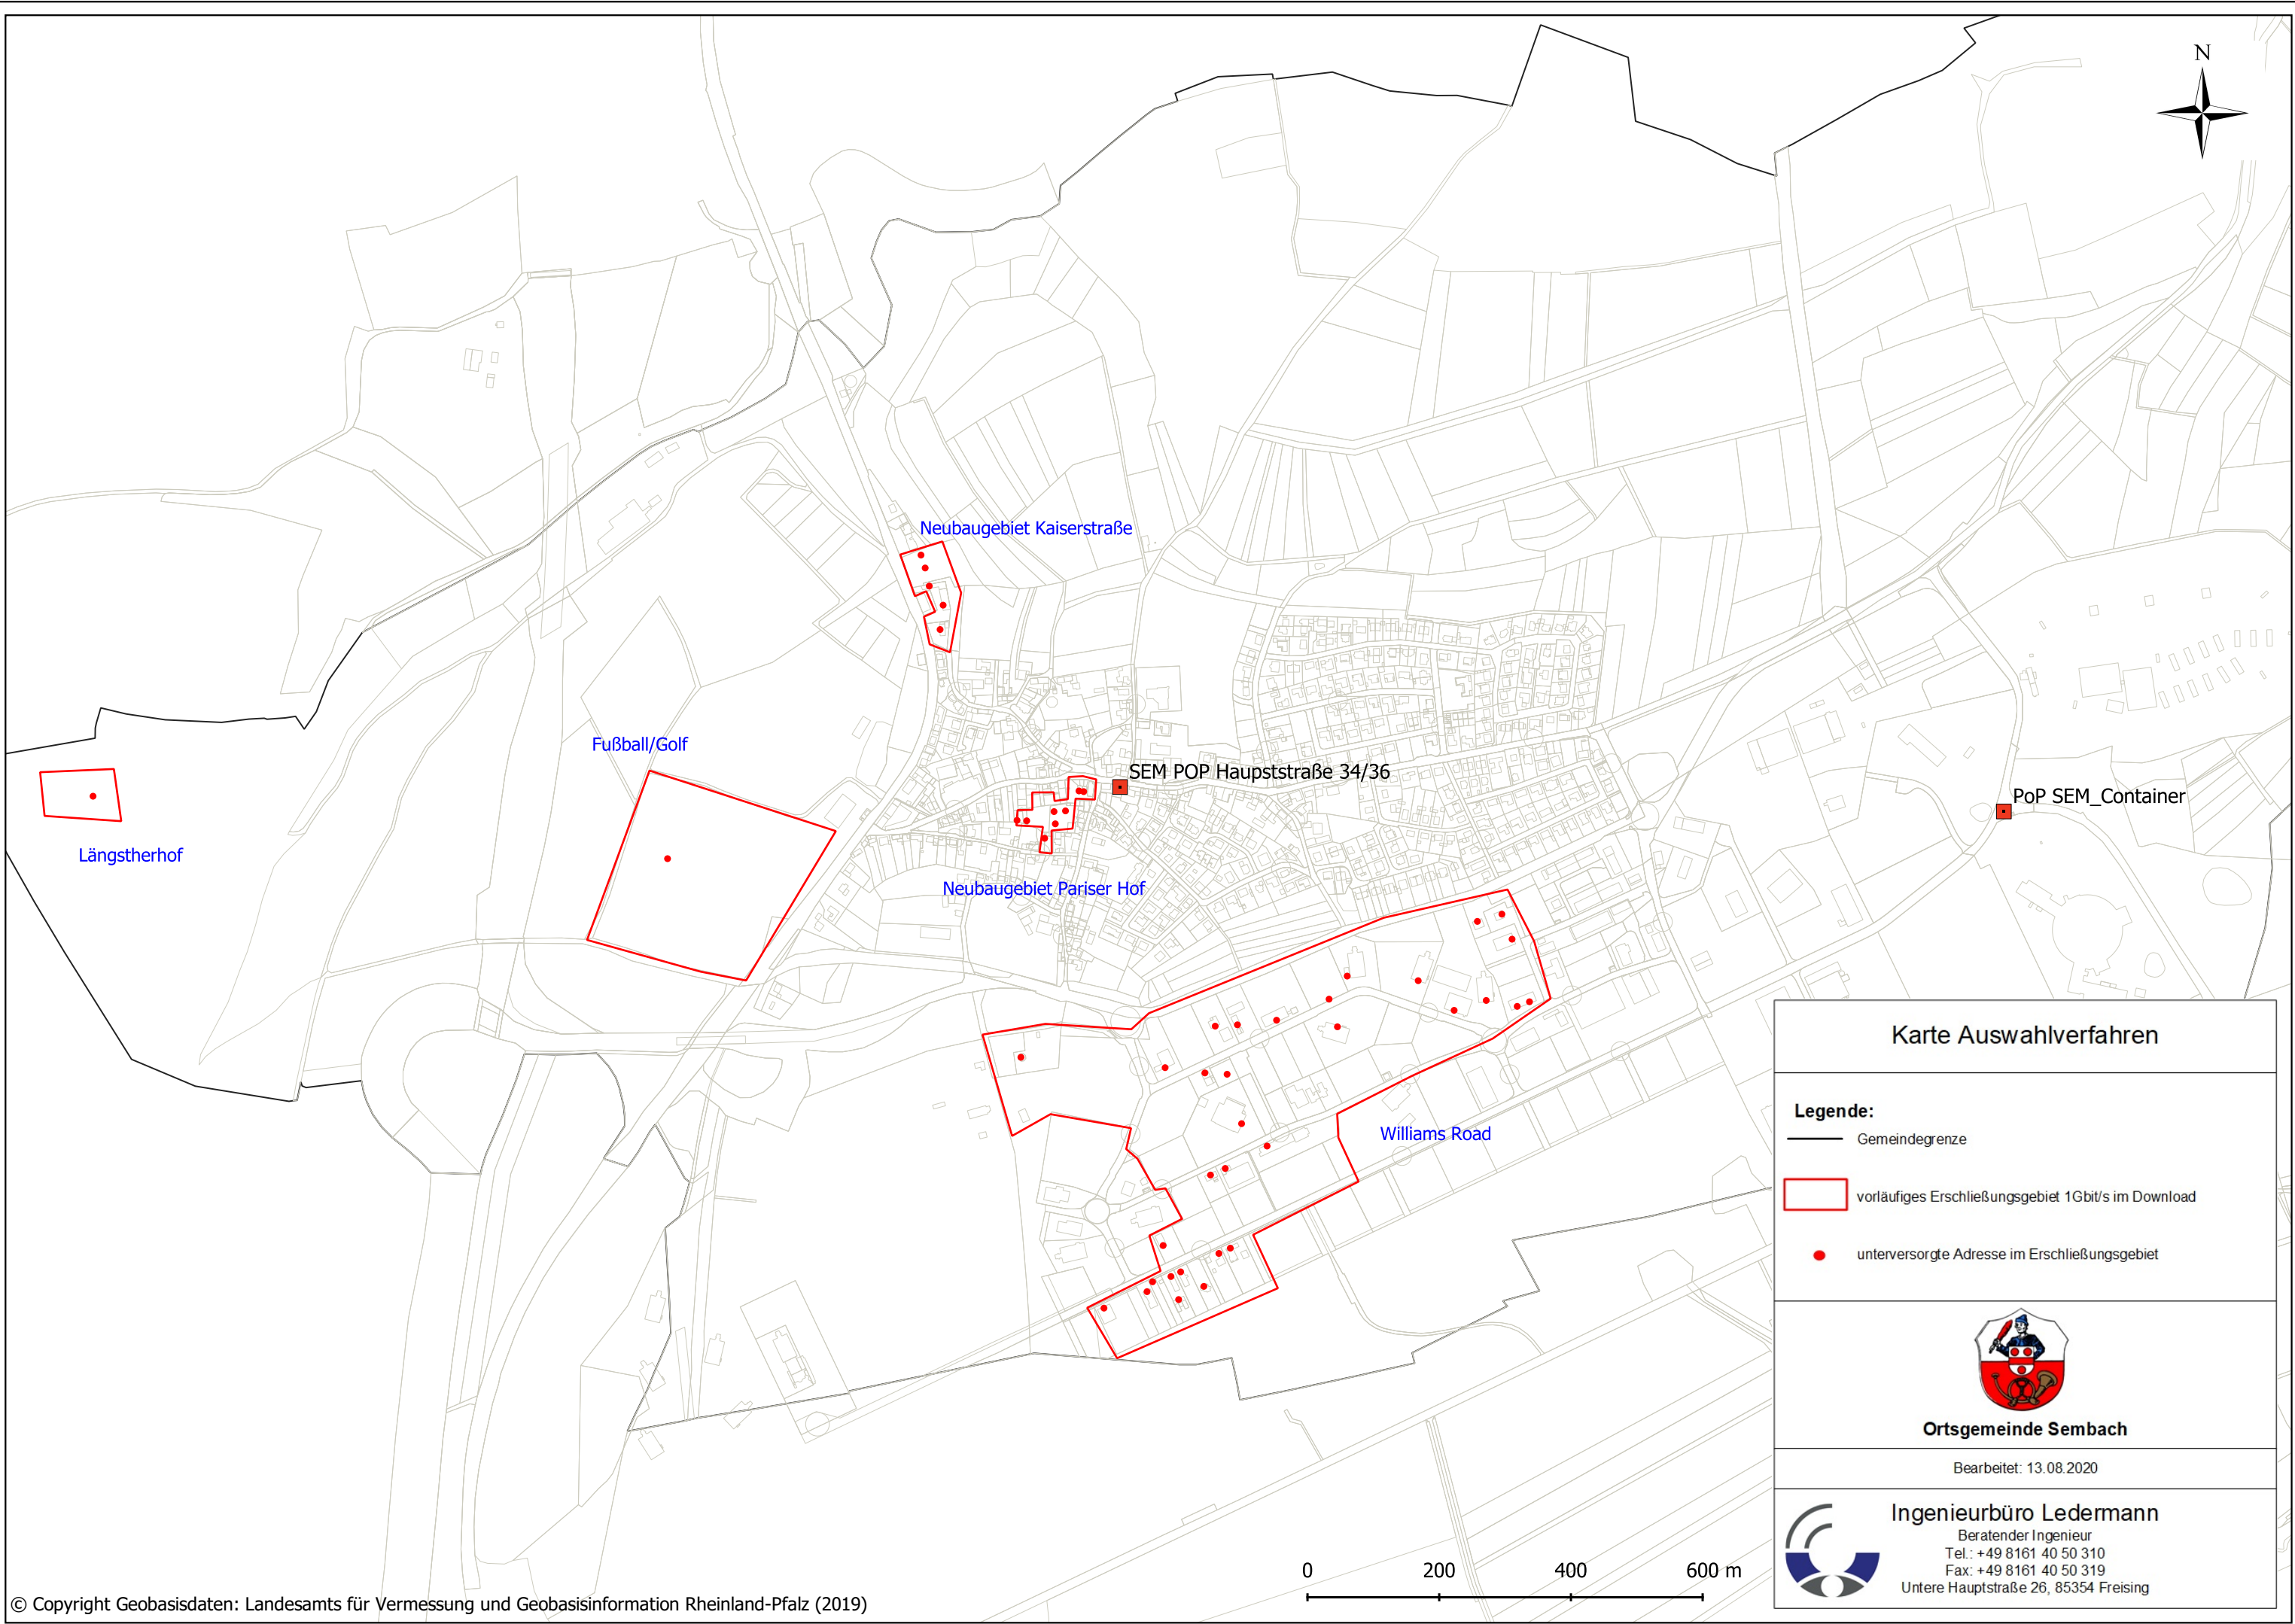 N
Neubaugebiet Kaiserstraße
Fußball/Golf
SEM POP Haupststraße 34/36
PoP SEM_Container
Längstherhof
Neubaugebiet Pariser Hof
Williams Road
Karte Auswahlverfahren
Legende:
Gemeindegrenze
vorläufiges Erschließungsgebiet 1Gbit/s im Download
unterversorgte Adresse im Erschließungsgebiet
Ortsgemeinde Sembach
Bearbeitet: 13.08.2020
Ingenieurbüro Ledermann
Beratender Ingenieur
Tel.: +49 8161 40 50 310
Fax: +49 8161 40 50 319
Untere Hauptstraße 26, 85354 Freising
0 200 400 600 m
© Copyright Geobasisdaten: Landesamts für Vermessung und Geobasisinformation Rheinland-Pfalz (2019)